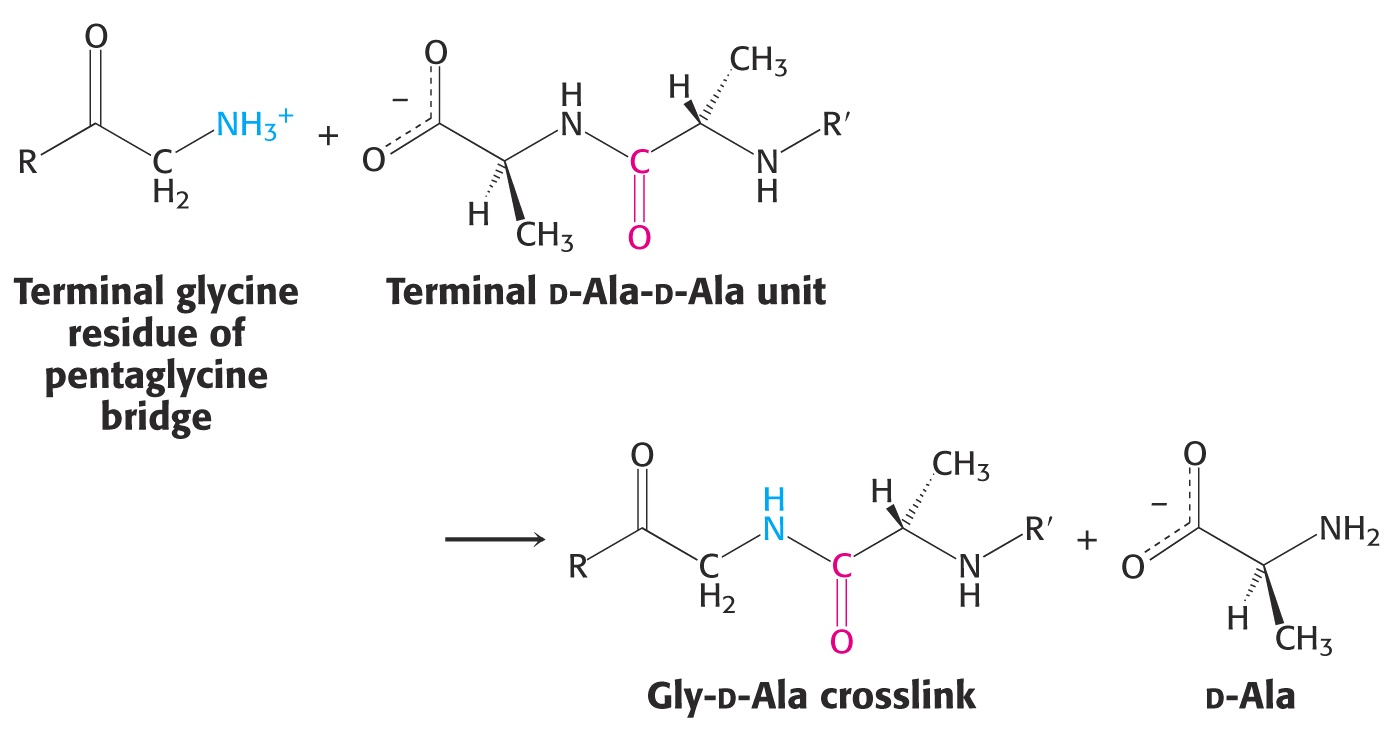 O
R
C
H₂
NH₃⁺
+
O
−
O
H
CH₃
H
N
C
O
H
CH₃
N
H
R′
Terminal glycine
residue of
pentaglycine
bridge
Terminal D-Ala-D-Ala unit
O
R
C
H₂
H
N
C
O
H
CH₃
N
H
R′
+
O
−
O
H
CH₃
NH₂
Gly-D-Ala crosslink
D-Ala